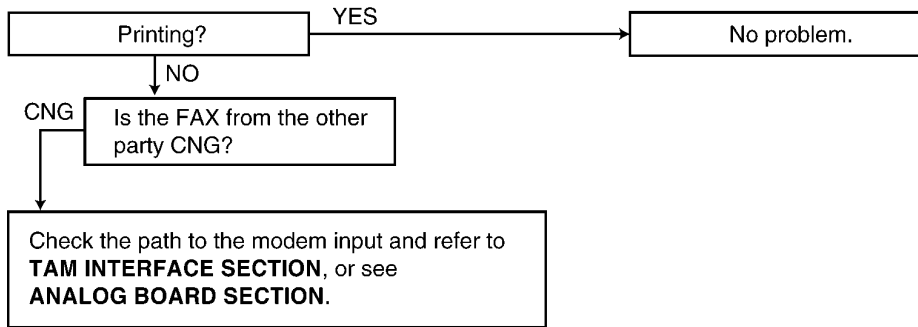 Printing?
YES
No problem.
NO
CNG
Is the FAX from the other
party CNG?
Check the path to the modem input and refer to
TAM INTERFACE SECTION, or see
ANALOG BOARD SECTION.